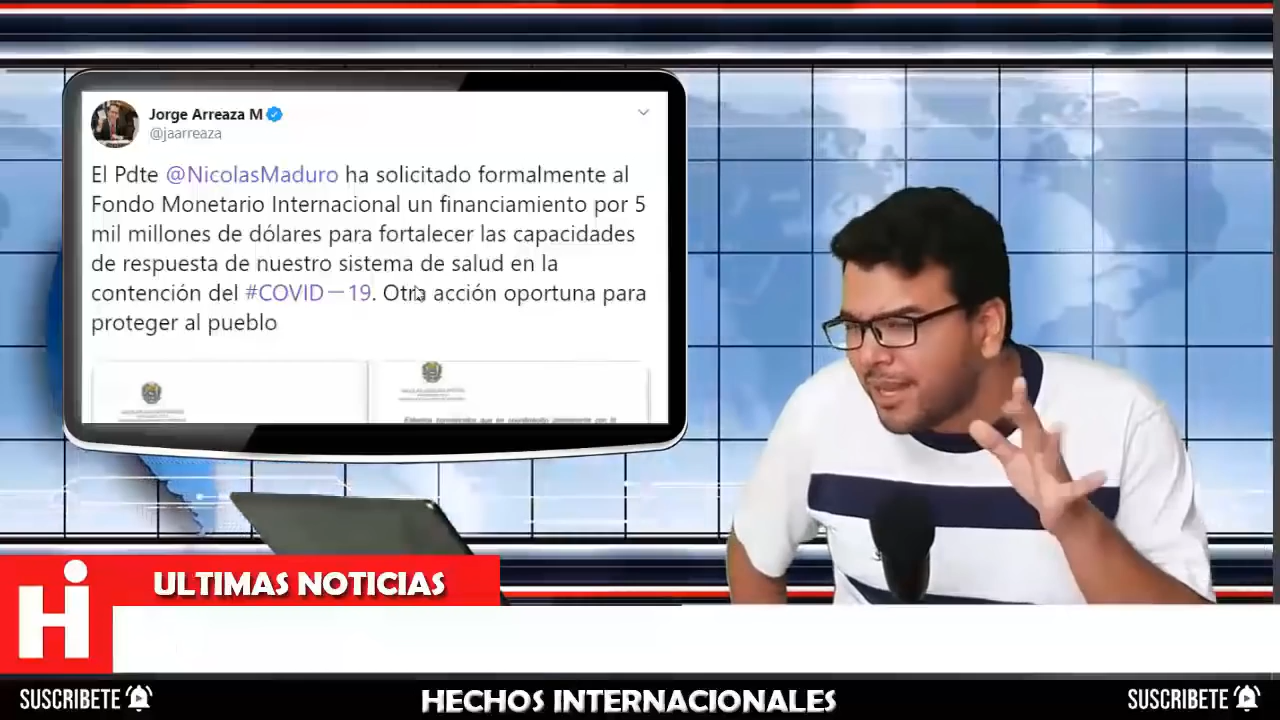 Jorge Arreaza M
@jaarreaza
El Pdte @NicolasMaduro ha solicitado formalmente al
Fondo Monetario Internacional un financiamiento por 5
mil millones de dólares para fortalecer las capacidades
de respuesta de nuestro sistema de salud en la
contención del #COVID—19. Otra acción oportuna para
proteger al pueblo
Hi
ULTIMAS NOTICIAS
SUSCRIBETE
HECHOS INTERNACIONALES
SUSCRIBETE